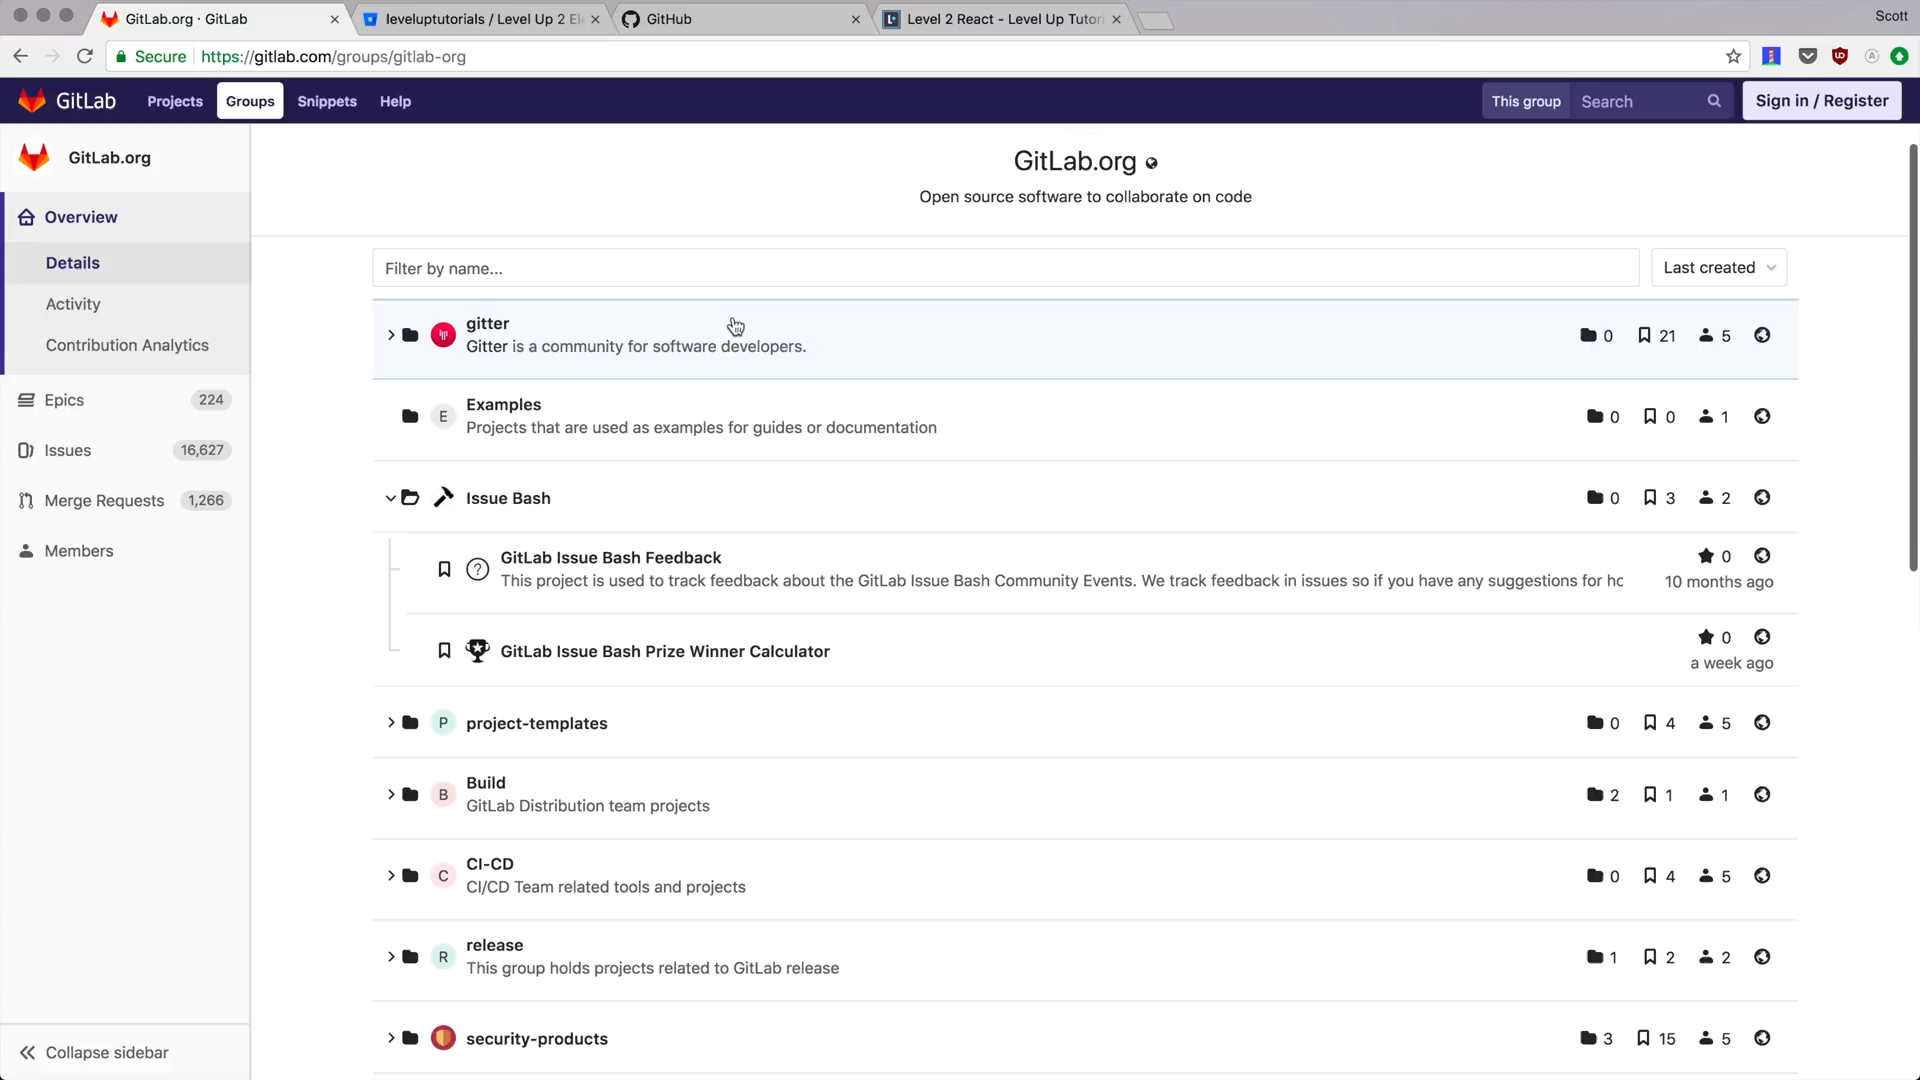 GitLab.org · GitLab
leveluptutorials / Level Up 2 El
GitHub
Level 2 React - Level Up Tutor
Scott
Secure
https://gitlab.com/groups/gitlab-org
GitLab
Projects
Groups
Snippets
Help
This group
Search
Sign in / Register
GitLab.org
Overview
Details
Activity
Contribution Analytics
Epics 224
Issues 16,627
Merge Requests 1,266
Members
Collapse sidebar
GitLab.org
Open source software to collaborate on code
Filter by name...
Last created
gitter
Gitter is a community for software developers.
0 21 5
E
Examples
Projects that are used as examples for guides or documentation
0 0 1
Issue Bash
0 3 2
GitLab Issue Bash Feedback
This project is used to track feedback about the GitLab Issue Bash Community Events. We track feedback in issues so if you have any suggestions for hc
0
10 months ago
GitLab Issue Bash Prize Winner Calculator
0
a week ago
P
project-templates
0 4 5
B
Build
GitLab Distribution team projects
2 1 1
C
CI-CD
CI/CD Team related tools and projects
0 4 5
R
release
This group holds projects related to GitLab release
1 2 2
security-products
3 15 5